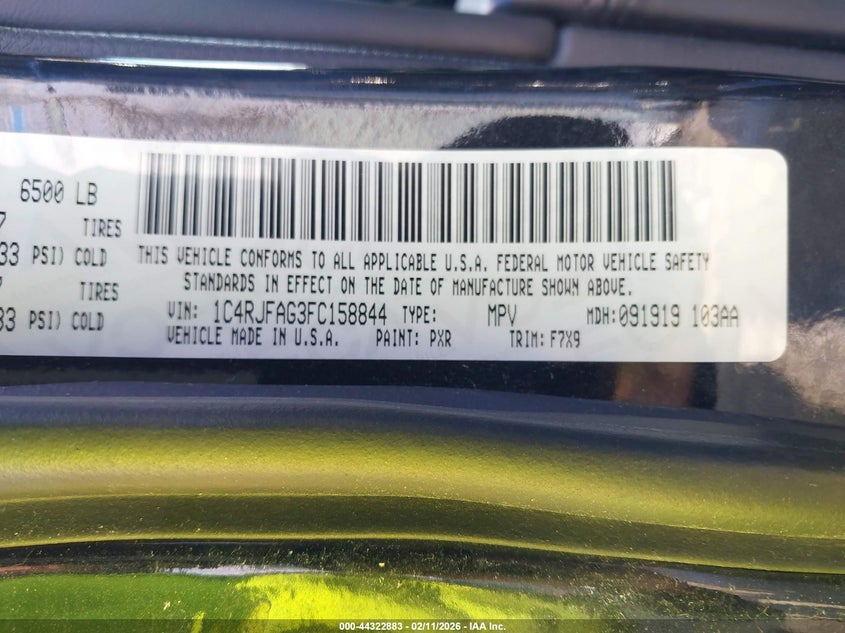 6500 LB
7 TIRES
33 PSI) COLD
TIRES
33 PSI) COLD
THIS VEHICLE CONFORMS TO ALL APPLICABLE U.S.A. FEDERAL MOTOR VEHICLE SAFETY
STANDARDS IN EFFECT ON THE DATE OF MANUFACTURE SHOWN ABOVE.
VIN: 1C4RJFAG3FC158844 TYPE: MPV MDH:091919 103AA
VEHICLE MADE IN U.S.A. PAINT: PXR TRIM: F7X9
000-44322883 - 02/11/2026 - IAA Inc.